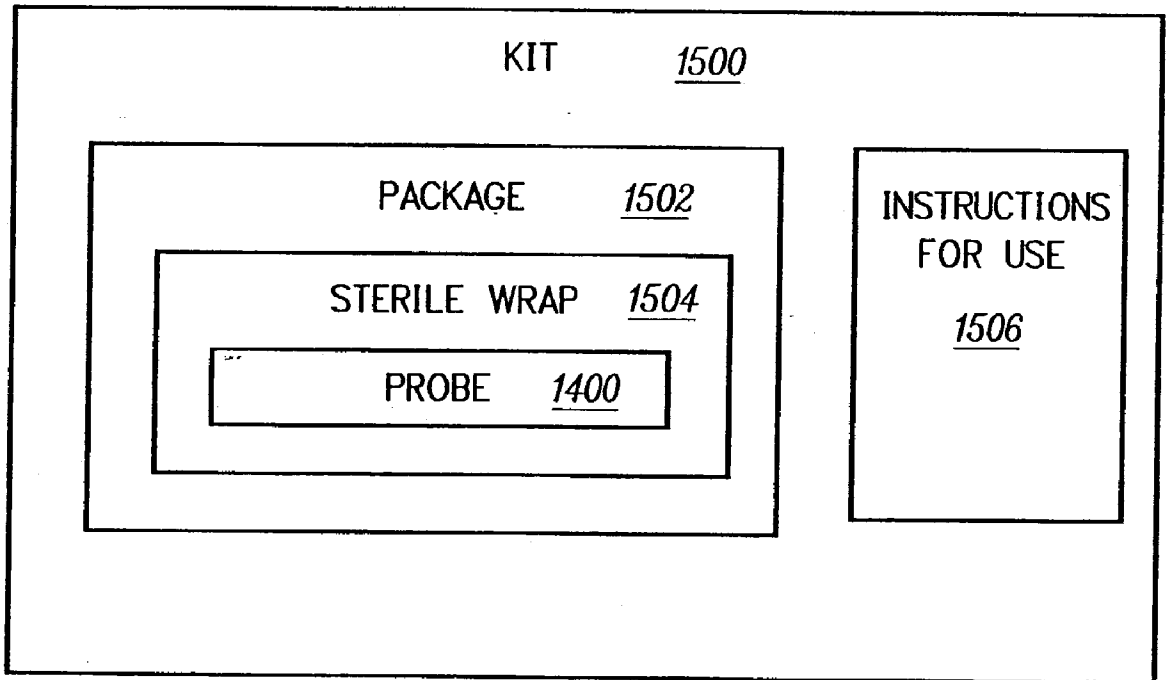 KIT 1500
PACKAGE 1502
STERILE WRAP 1504
PROBE 1400
INSTRUCTIONS
FOR USE
1506